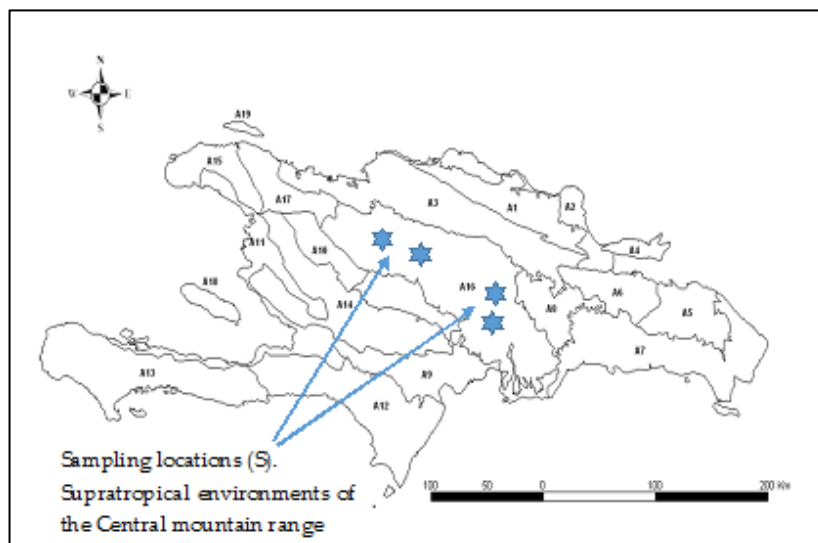 N
W E
S
A19
A15
A17
A3
A1
A2
A11
A10
A4
A18
A14
A16
A8
A6
A5
A7
A13
A9
A12
Sampling locations (S).
Supratropical environments of
the Central mountain range
100 50 0 100 200 Km